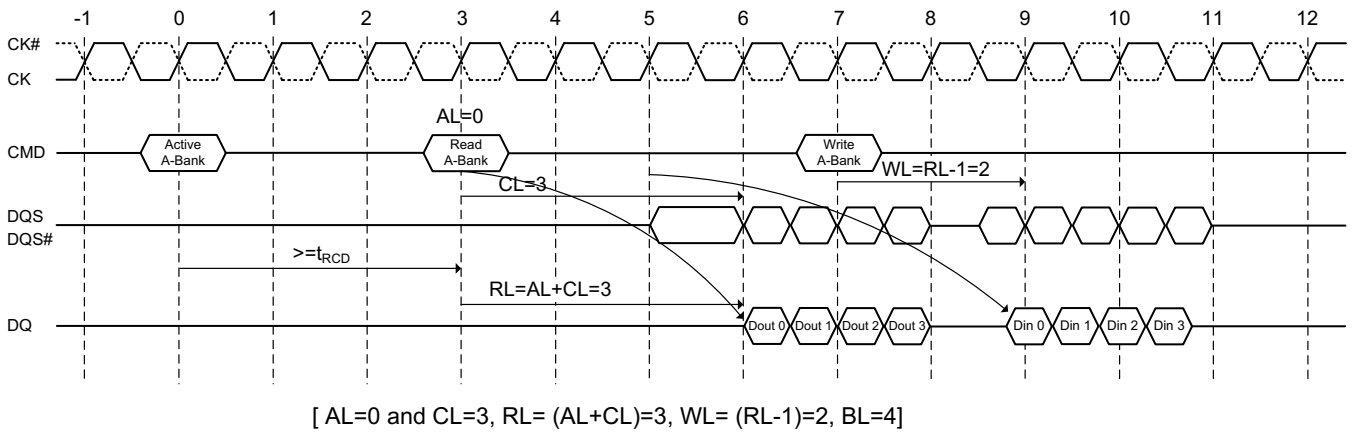 -1 0 1 2 3 4 5 6 7 8 9 10 11 12
CK#
CK
AL=0
CMD Active A-Bank Read A-Bank Write A-Bank
WL=RL-1=2
CL=3
DQS
DQS#
>=tRCD
RL=AL+CL=3
DQ Dout 0 Dout 1 Dout 2 Dout 3 Din 0 Din 1 Din 2 Din 3
[ AL=0 and CL=3, RL= (AL+CL)=3, WL= (RL-1)=2, BL=4]